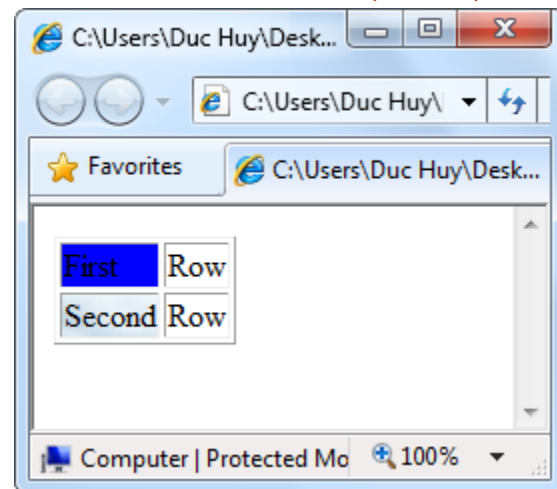 C:\Users\Duc Huy\Desk...
C:\Users\Duc Huy\
Favorites
C:\Users\Duc Huy\Desk...
First Row
Second Row
Computer | Protected Mo
100%